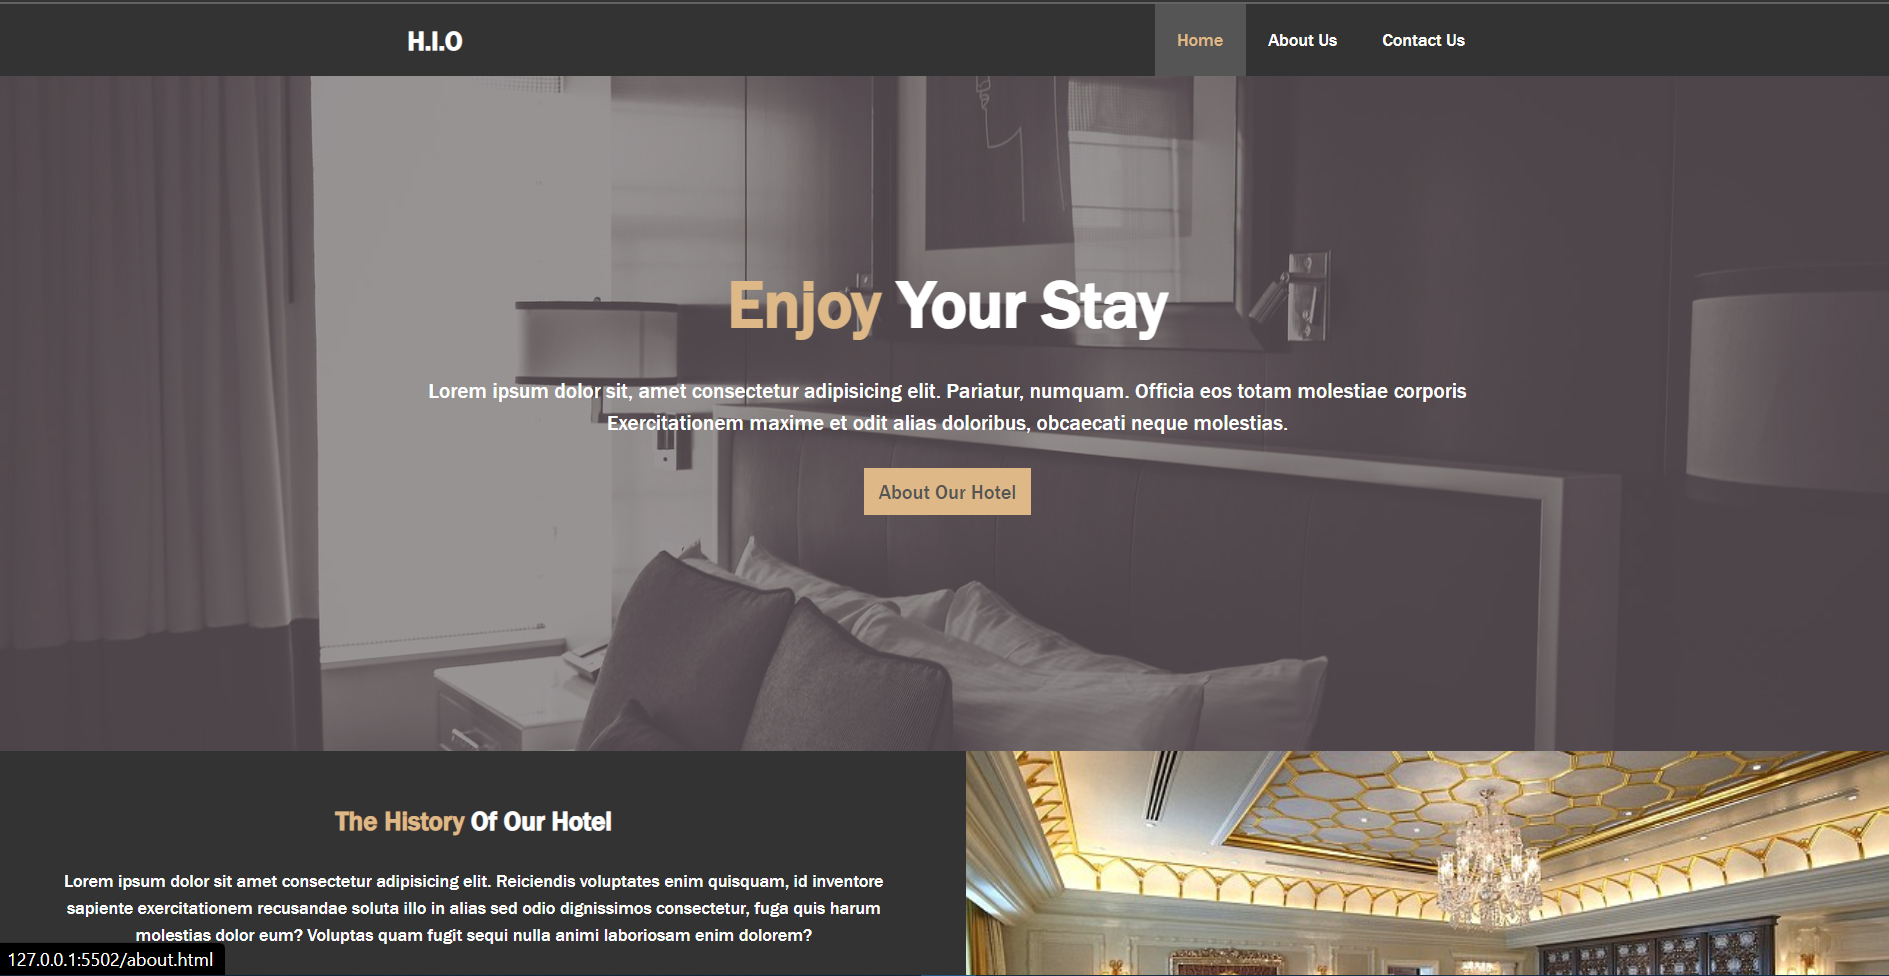 H.I.O
Home
About Us
Contact Us
Enjoy Your Stay
Lorem ipsum dolor sit, amet consectetur adipisicing elit. Pariatur, numquam. Officia eos totam molestiae corporis
Exercitationem maxime et odit alias doloribus, obcaecati neque molestias.
About Our Hotel
The History Of Our Hotel
Lorem ipsum dolor sit amet consectetur adipisicing elit. Reiciendis voluptates enim quisquam, id inventore
sapiente exercitationem recusandae soluta illo in alias sed odio dignissimos consectetur, fuga quis harum
molestias dolor eum? Voluptas quam fugit sequi nulla animi laboriosam enim dolorem?
127.0.0.1:5502/about.html